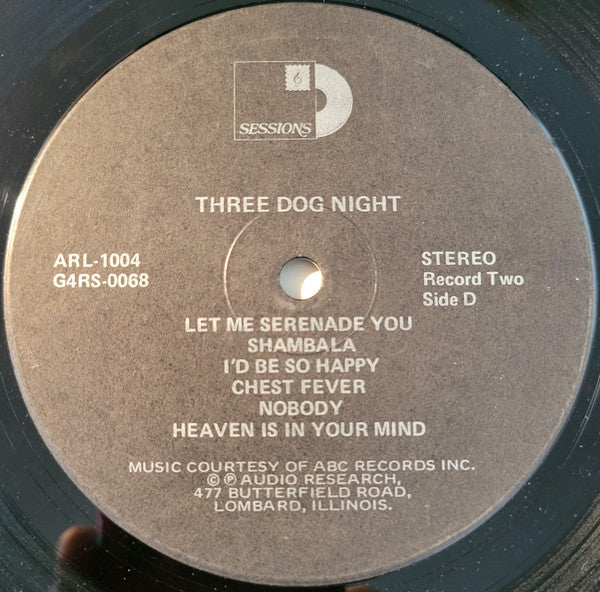 SESSIONS
THREE DOG NIGHT
ARL-1004
G4RS-0068
STEREO
Record Two
Side D
LET ME SERENADE YOU
SHAMBALA
I'D BE SO HAPPY
CHEST FEVER
NOBODY
HEAVEN IS IN YOUR MIND
MUSIC COURTESY OF ABC RECORDS INC.
© ℗ AUDIO RESEARCH,
477 BUTTERFIELD ROAD,
LOMBARD, ILLINOIS.